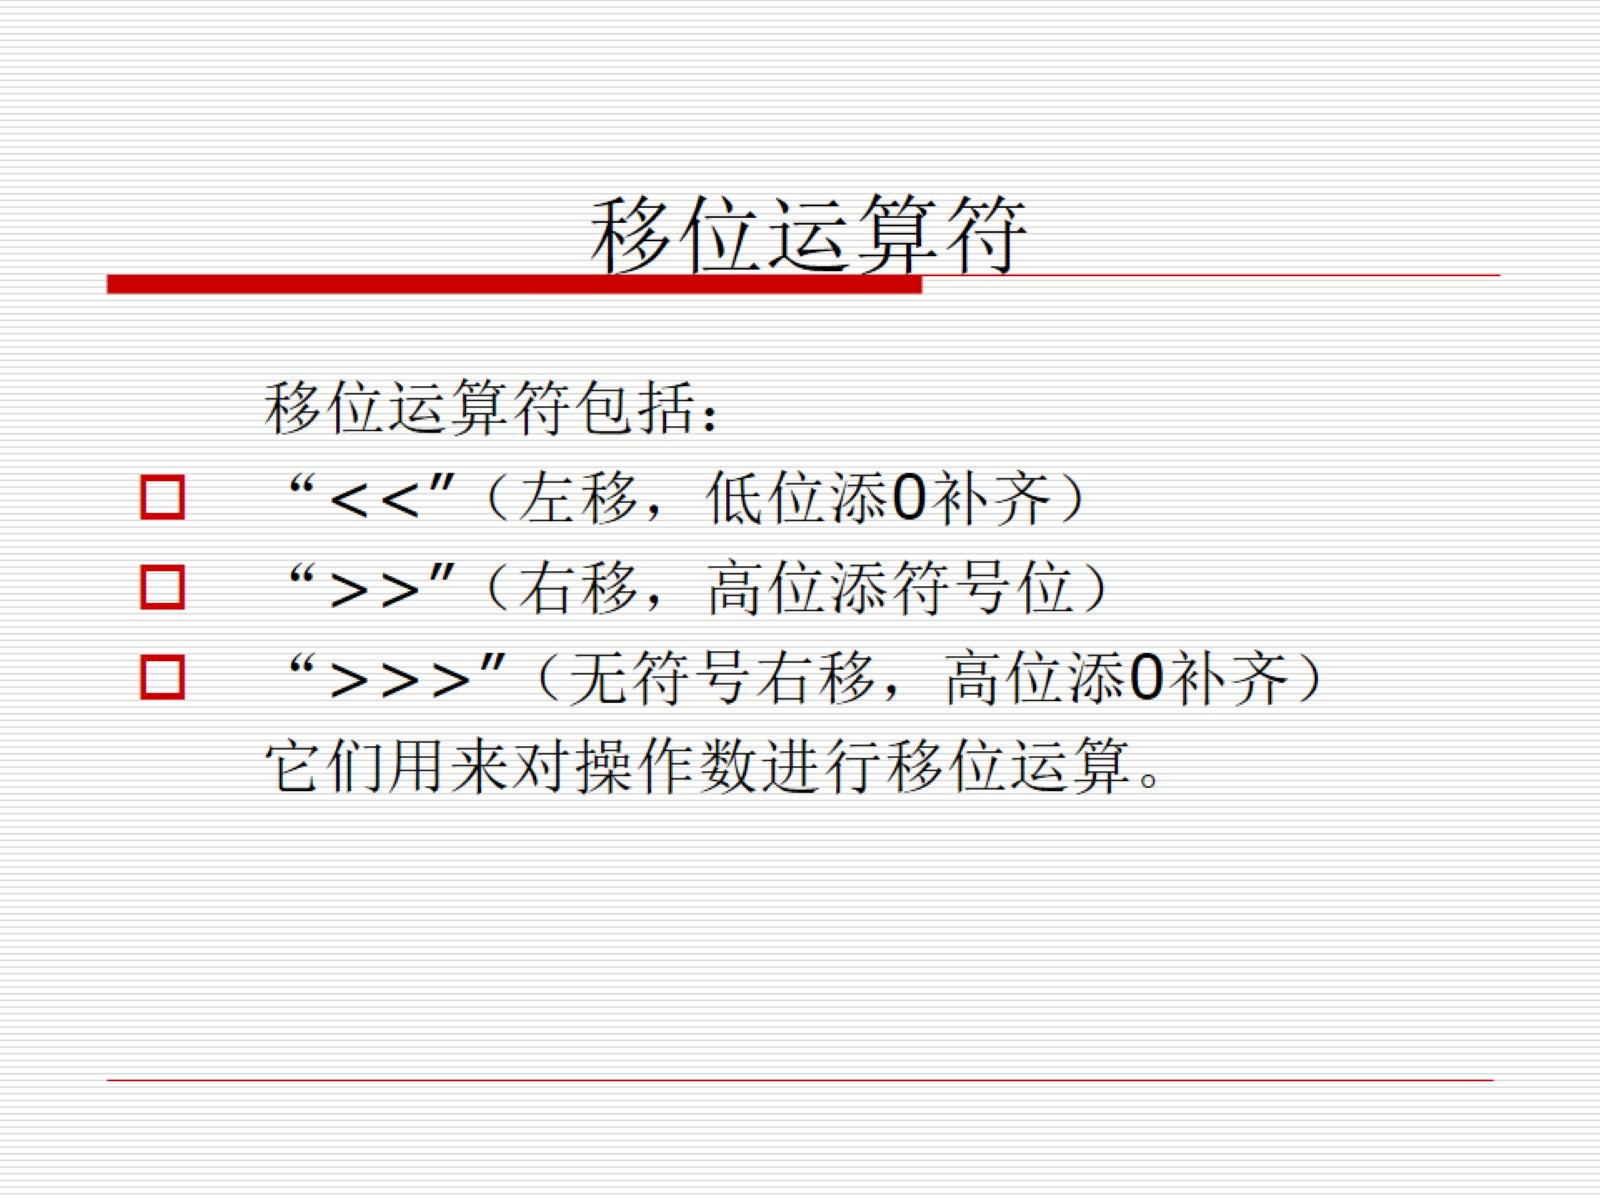 移位运算符
移位运算符包括：
“<<”（左移，低位添0补齐）
“>>”（右移，高位添符号位）
“>>>”（无符号右移，高位添0补齐）
它们用来对操作数进行移位运算。